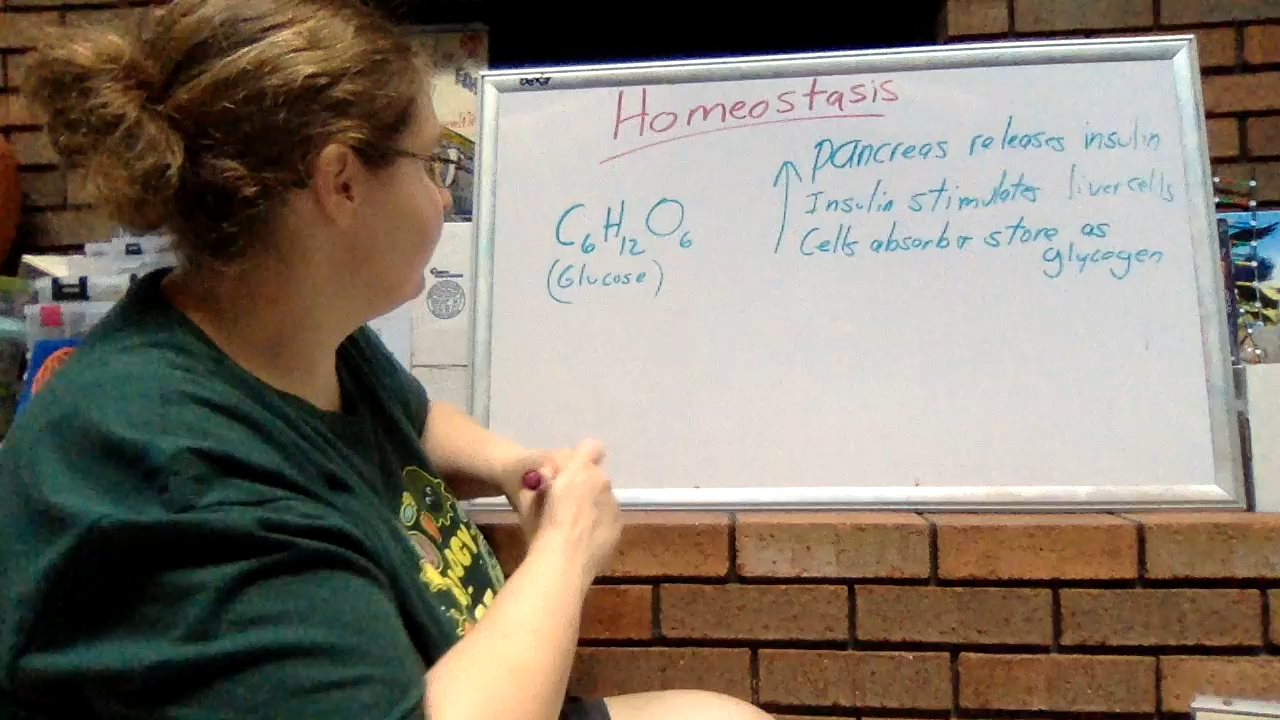 Homeostasis
C6H12O6
(Glucose)
↑ pancreas releases insulin
Insulin stimulates liver cells
Cells absorb & store as
glycogen